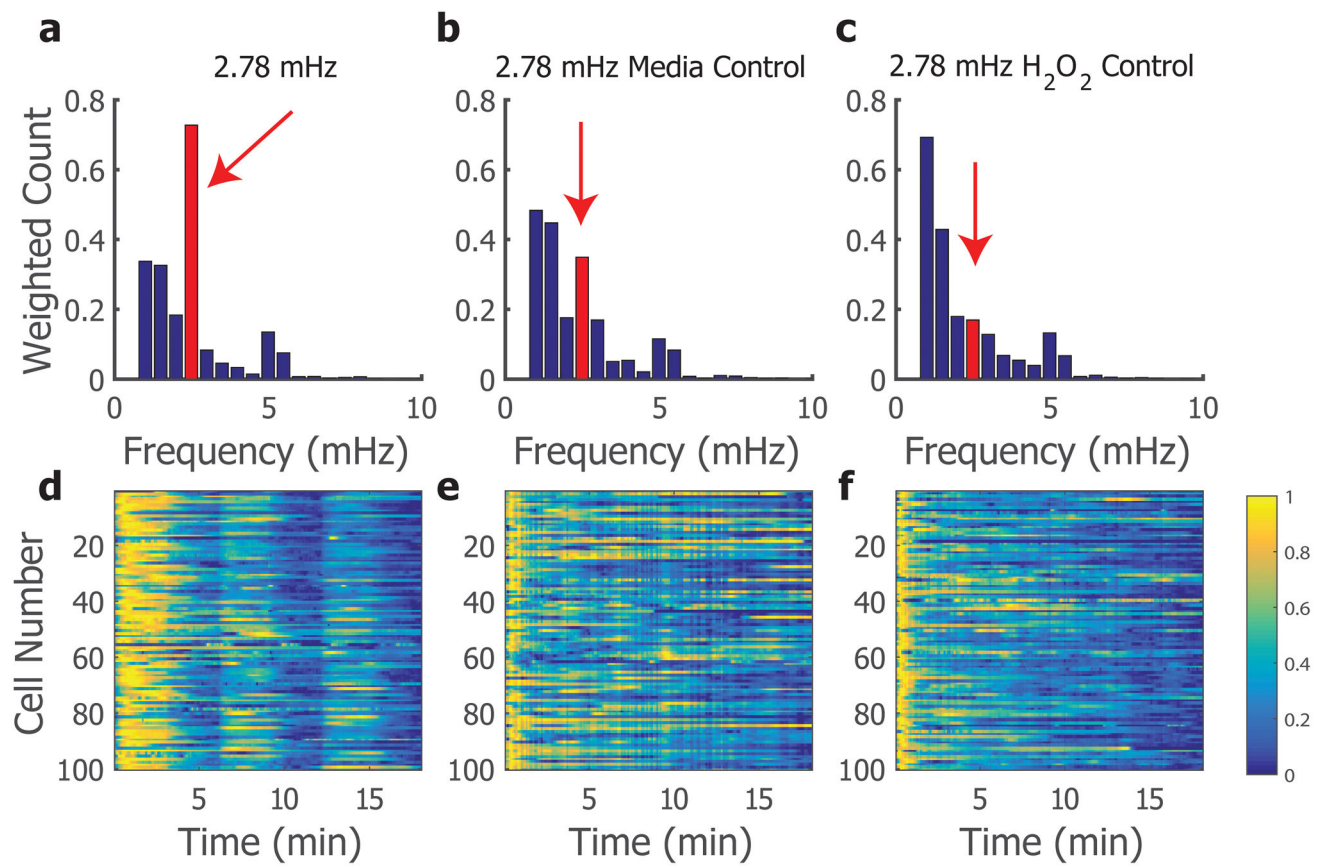 a
b
c
2.78 mHz
2.78 mHz Media Control
2.78 mHz H₂O₂ Control
Weighted Count
0.8
0.6
0.4
0.2
0
0 5 10
Frequency (mHz)
0.8
0.6
0.4
0.2
0
0 5 10
Frequency (mHz)
0.8
0.6
0.4
0.2
0
0 5 10
Frequency (mHz)
d
e
f
Cell Number
20
40
60
80
100
5 10 15
Time (min)
20
40
60
80
100
5 10 15
Time (min)
20
40
60
80
100
5 10 15
Time (min)
1
0.8
0.6
0.4
0.2
0